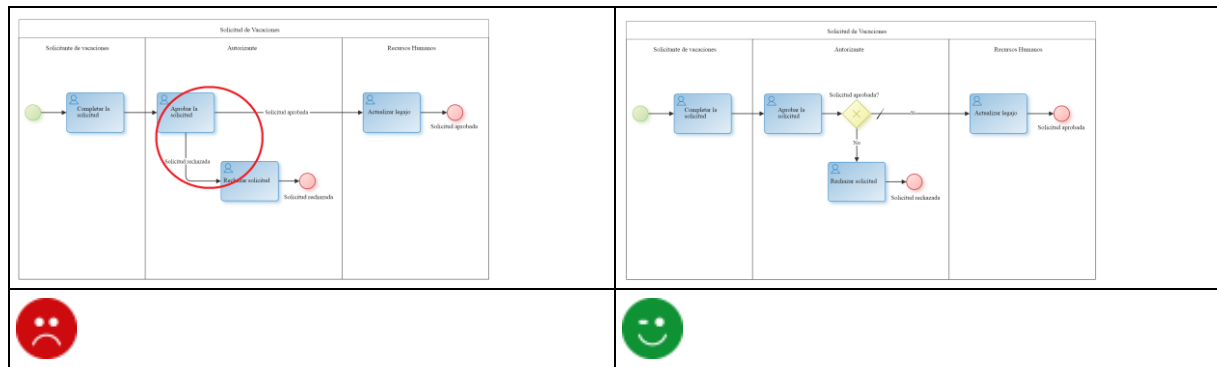 Solicitud de Vacaciones
Solicitante de vacaciones
Autorizante
Recursos Humanos
Completar la
solicitud
Aprobar la
solicitud
Solicitud aprobada
Actualizar legajo
Solicitud aprobada
Solicitud rechazada
Rechazar solicitud
Solicitud rechazada
Solicitud de Vacaciones
Solicitante de vacaciones
Autorizante
Recursos Humanos
Solicitud aprobada?
Completar la
solicitud
Aprobar la
solicitud
Actualizar legajo
Solicitud aprobada
No
Rechazar solicitud
Solicitud rechazada